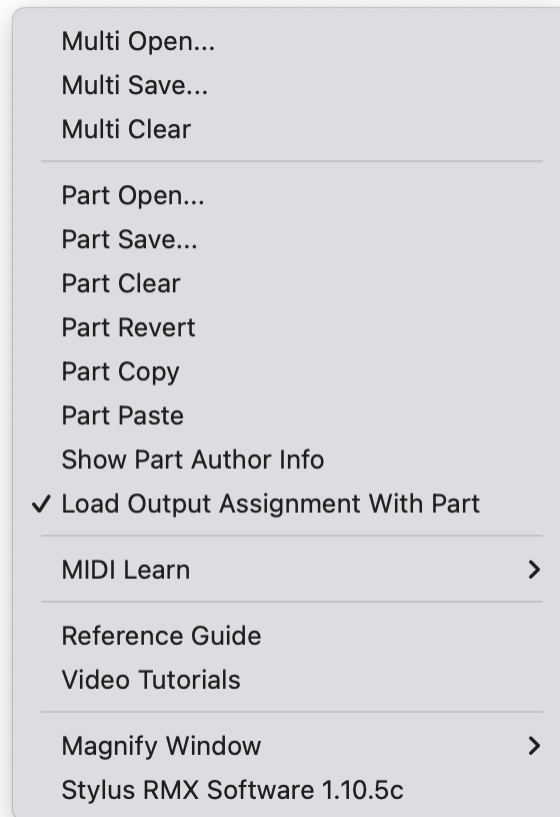 Multi Open...
Multi Save...
Multi Clear
Part Open...
Part Save...
Part Clear
Part Revert
Part Copy
Part Paste
Show Part Author Info
Load Output Assignment With Part
MIDI Learn
Reference Guide
Video Tutorials
Magnify Window
Stylus RMX Software 1.10.5c